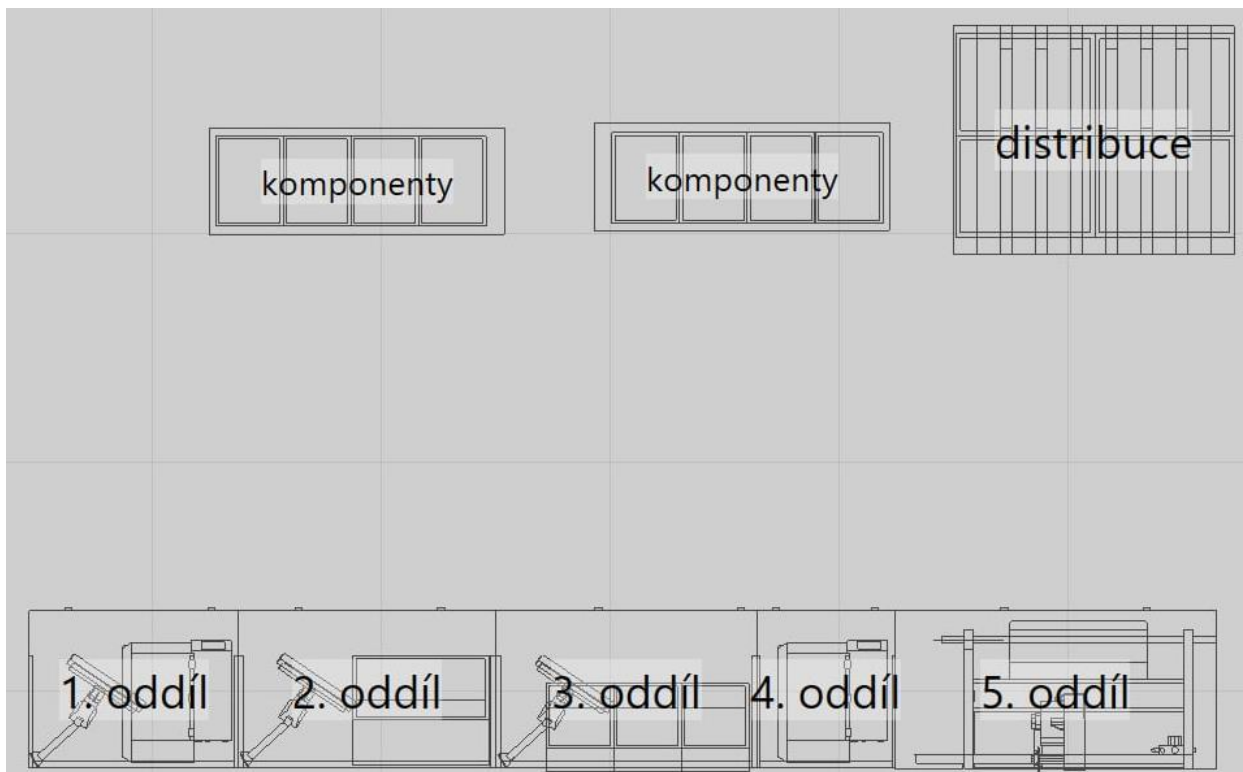 distribuce
komponenty
komponenty
1. oddíl
2. oddíl
3. oddíl
4. oddíl
5. oddíl